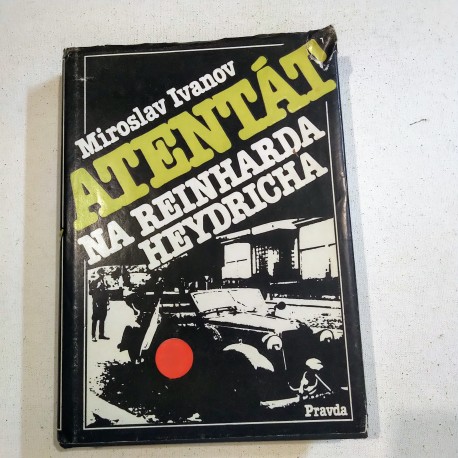 Miroslav Ivanov
ATENTÁT
NA REINHARDA
HEYDRICHA
Pravda